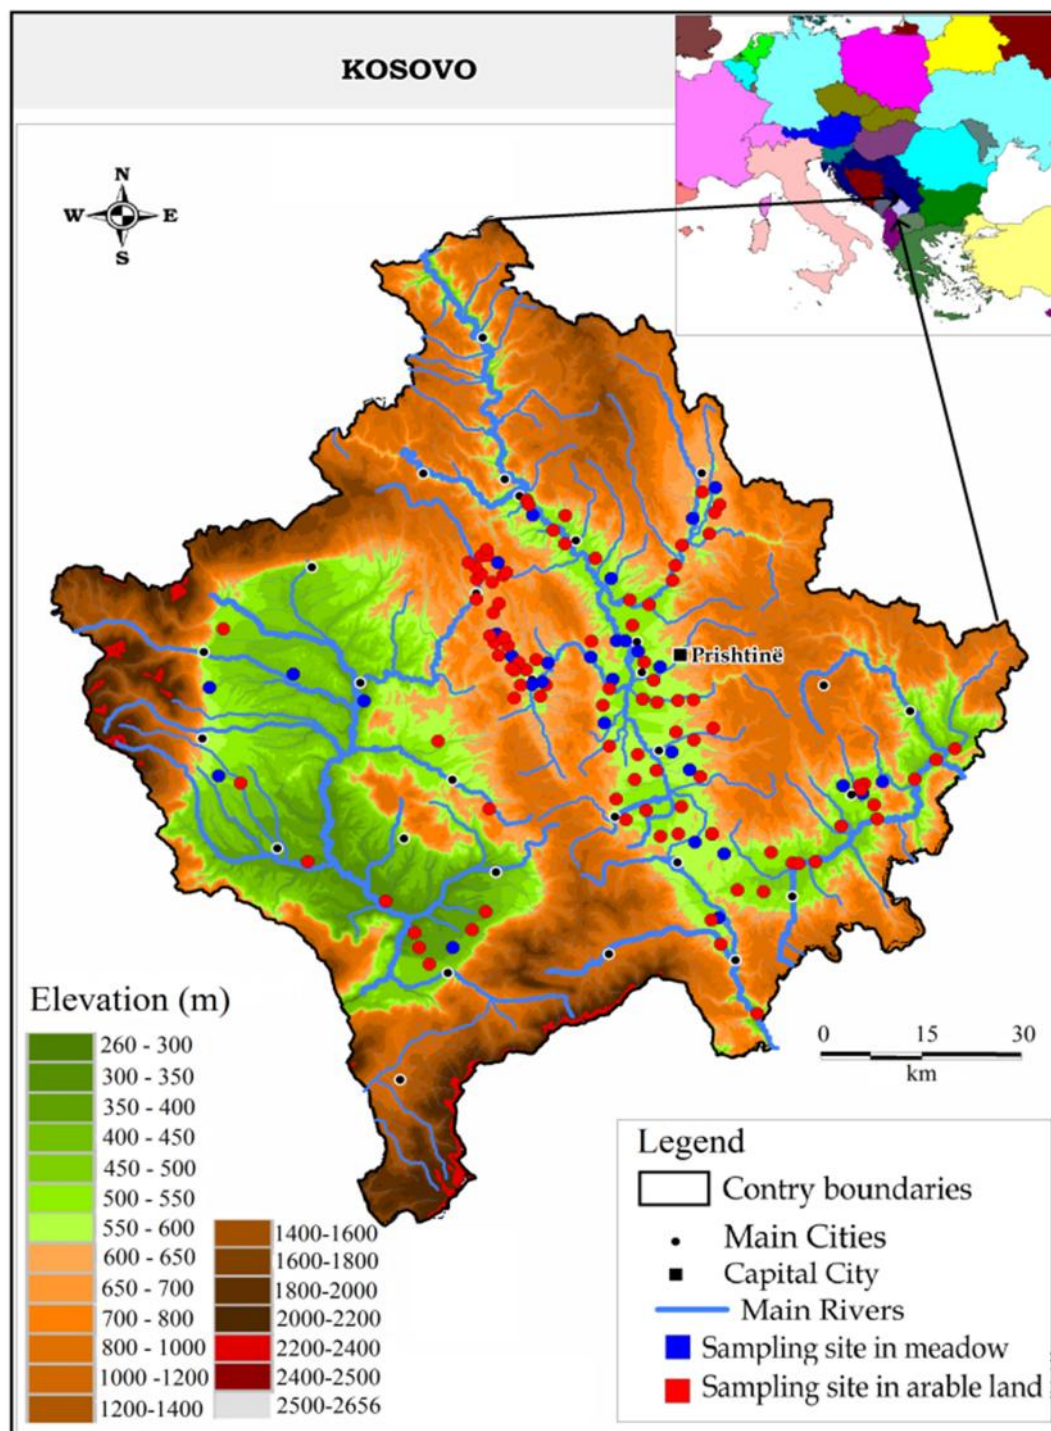 KOSOVO
N
W E
S
Prishtinë
Elevation (m)
260 - 300
300 - 350
350 - 400
400 - 450
450 - 500
500 - 550
550 - 600
600 - 650
650 - 700
700 - 800
800 - 1000
1000 -1200
1200-1400
1400-1600
1600-1800
1800-2000
2000-2200
2200-2400
2400-2500
2500-2656
0 15 30
km
Legend
Contry boundaries
Main Cities
Capital City
Main Rivers
Sampling site in meadow
Sampling site in arable land